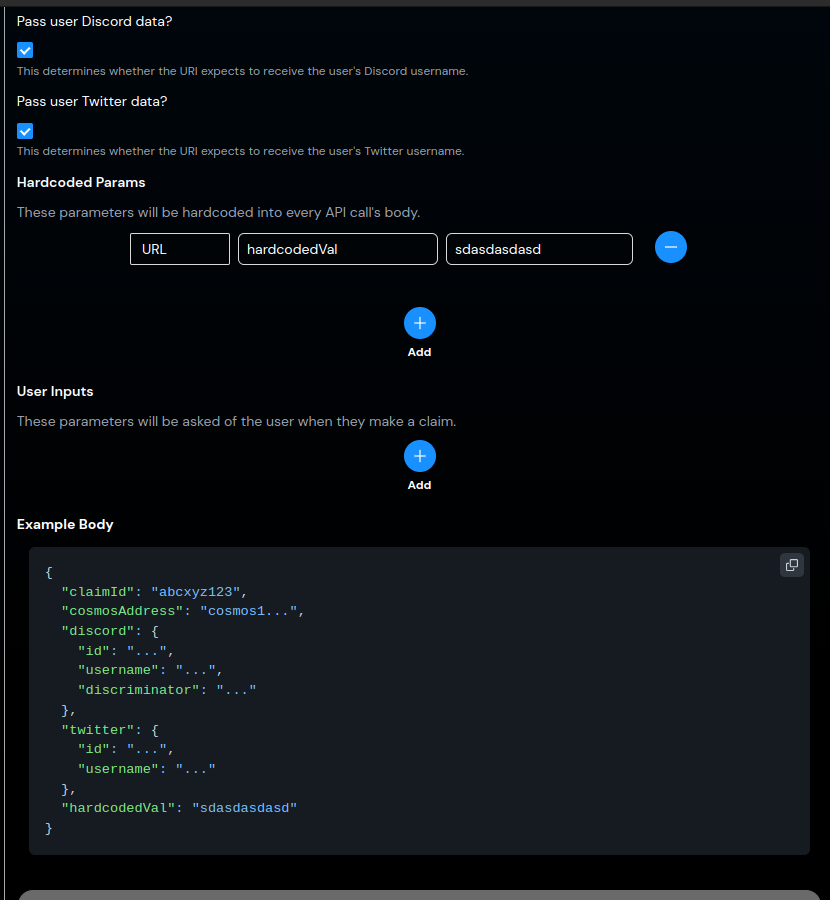 Pass user Discord data?
This determines whether the URI expects to receive the user's Discord username.
Pass user Twitter data?
This determines whether the URI expects to receive the user's Twitter username.
Hardcoded Params
These parameters will be hardcoded into every API call's body.
URL hardcodedVal sdasdasdasd
Add
User Inputs
These parameters will be asked of the user when they make a claim.
Add
Example Body
{
  "claimId": "abcxyz123",
  "cosmosAddress": "cosmos1...",
  "discord": {
    "id": "...",
    "username": "...",
    "discriminator": "..."
  },
  "twitter": {
    "id": "...",
    "username": "..."
  },
  "hardcodedVal": "sdasdasdasd"
}